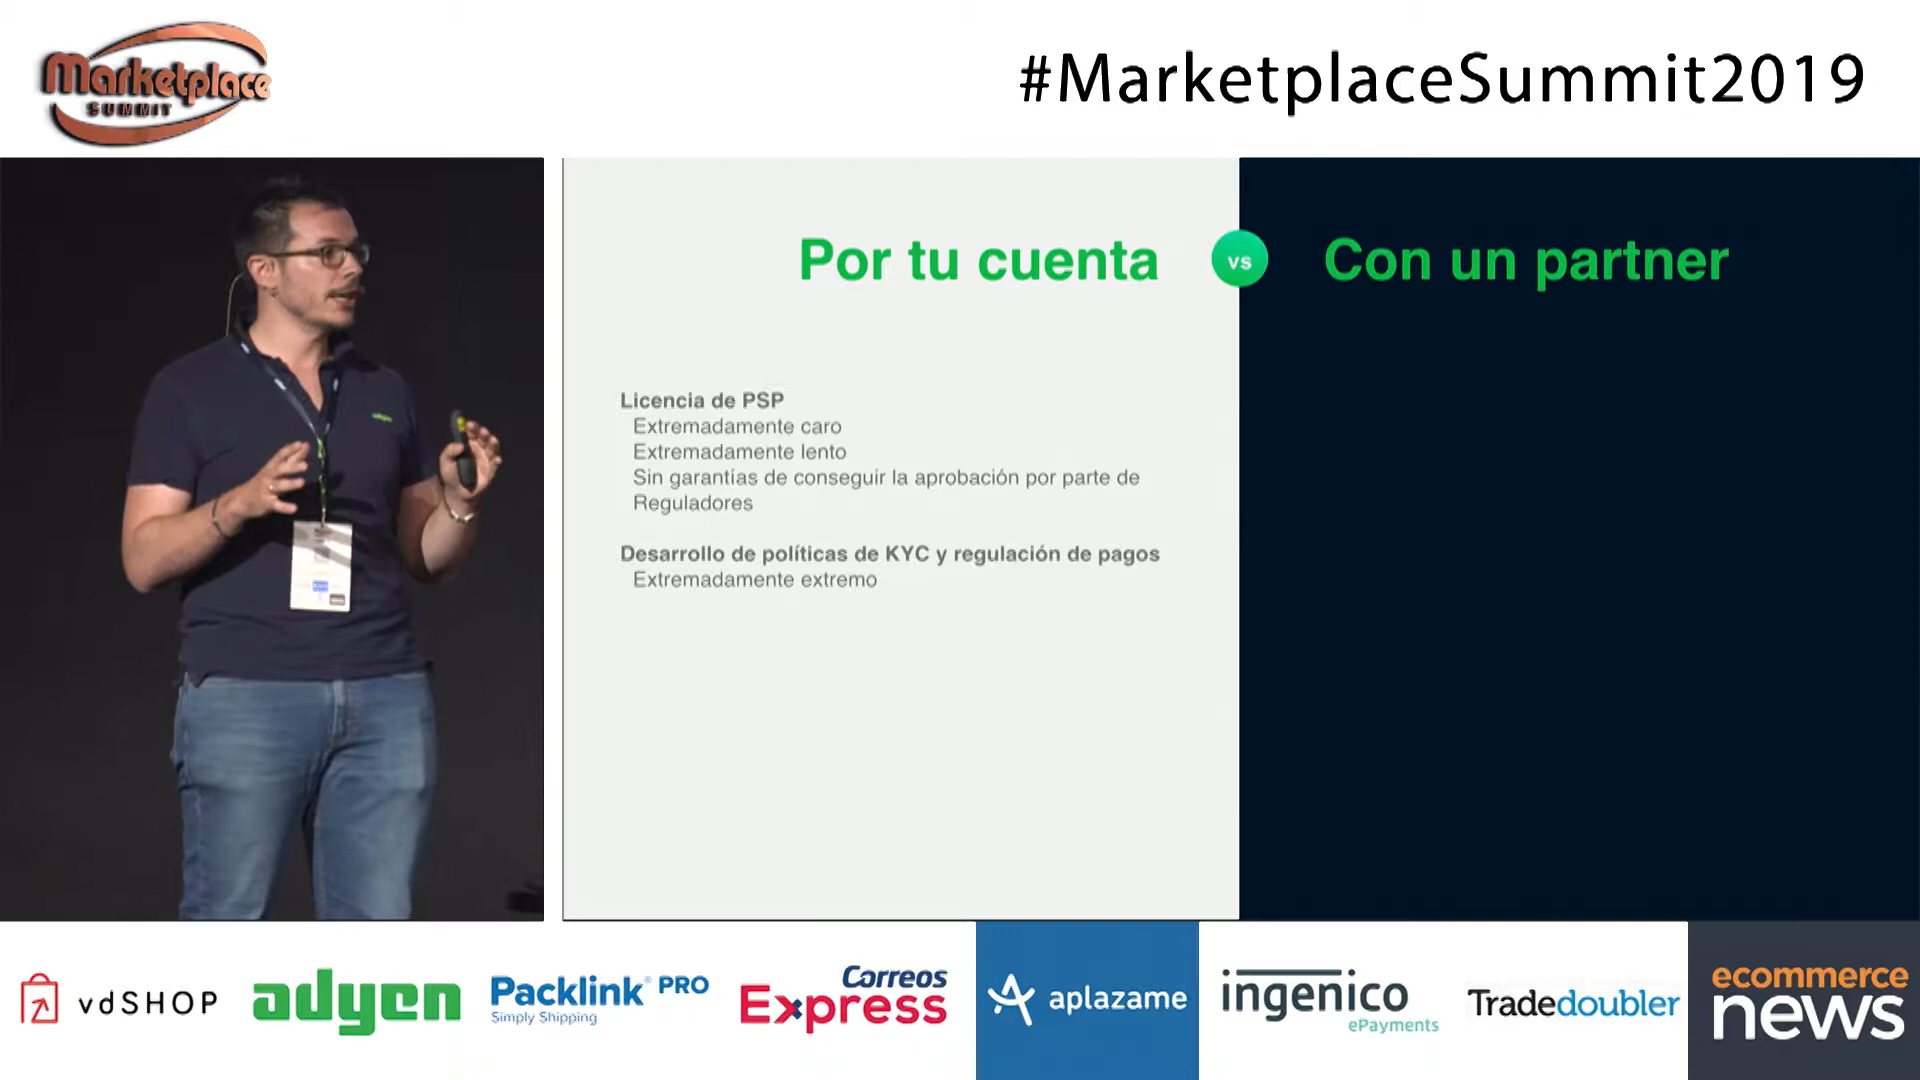 Marketplace
SUMMIT
#MarketplaceSummit2019
Por tu cuenta
vs
Con un partner
Licencia de PSP
Extremadamente caro
Extremadamente lento
Sin garantías de conseguir la aprobación por parte de
Reguladores
Desarrollo de políticas de KYC y regulación de pagos
Extremadamente extremo
adyen
vdSHOP
adyen
Packlink® PRO
Simply Shipping
Correos
Express
aplazame
ingenico
ePayments
Tradedoubler
ecommerce
news